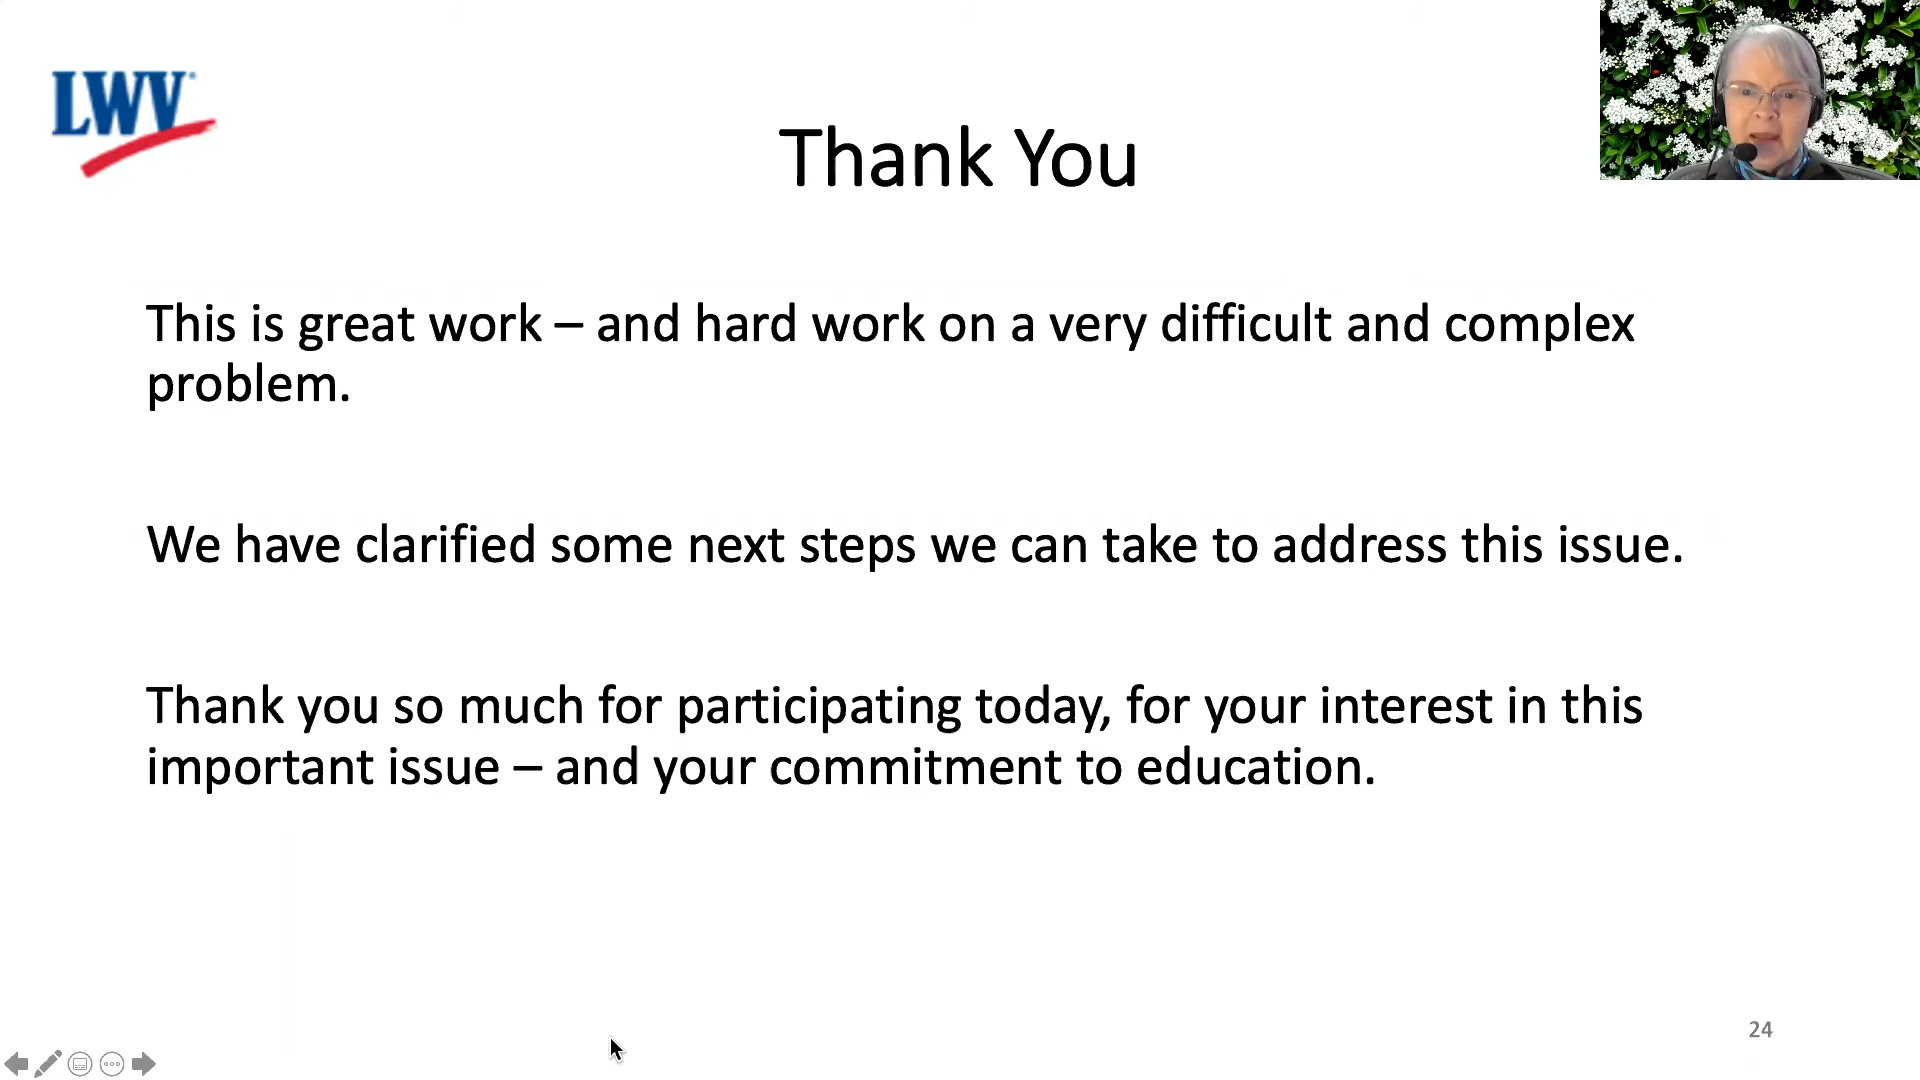 LWV
Thank You
This is great work – and hard work on a very difficult and complex
problem.
We have clarified some next steps we can take to address this issue.
Thank you so much for participating today, for your interest in this
important issue – and your commitment to education.
24